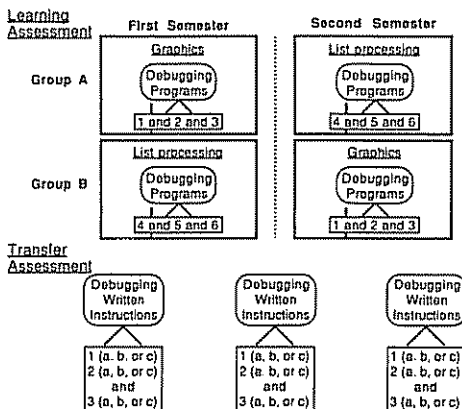 Learning
Assessment
First Semester
Second Semester
Group A
Graphics
Debugging
Programs
1 and 2 and 3
List processing
Debugging
Programs
4 and 5 and 6
Group B
List processing
Debugging
Programs
4 and 5 and 6
Graphics
Debugging
Programs
1 and 2 and 3
Transfer
Assessment
Debugging
Written
Instructions
1 (a. b, or c)
2 (a, b, or c)
and
3 (a, b, or c)
Debugging
Written
Instructions
1 (a, b, or c)
2 (a. b, or c)
and
3 (a, b, or c)
Debugging
Written
Instructions
1 (a. b, or c)
2 (a. b, or c)
and
3 (a, b, or c)